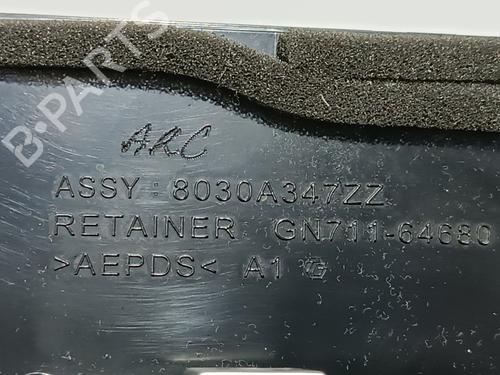 B-PARTS
ARC
ASSY : 8030A347ZZ
RETAINER GN711-64680
>AEPDS< A1